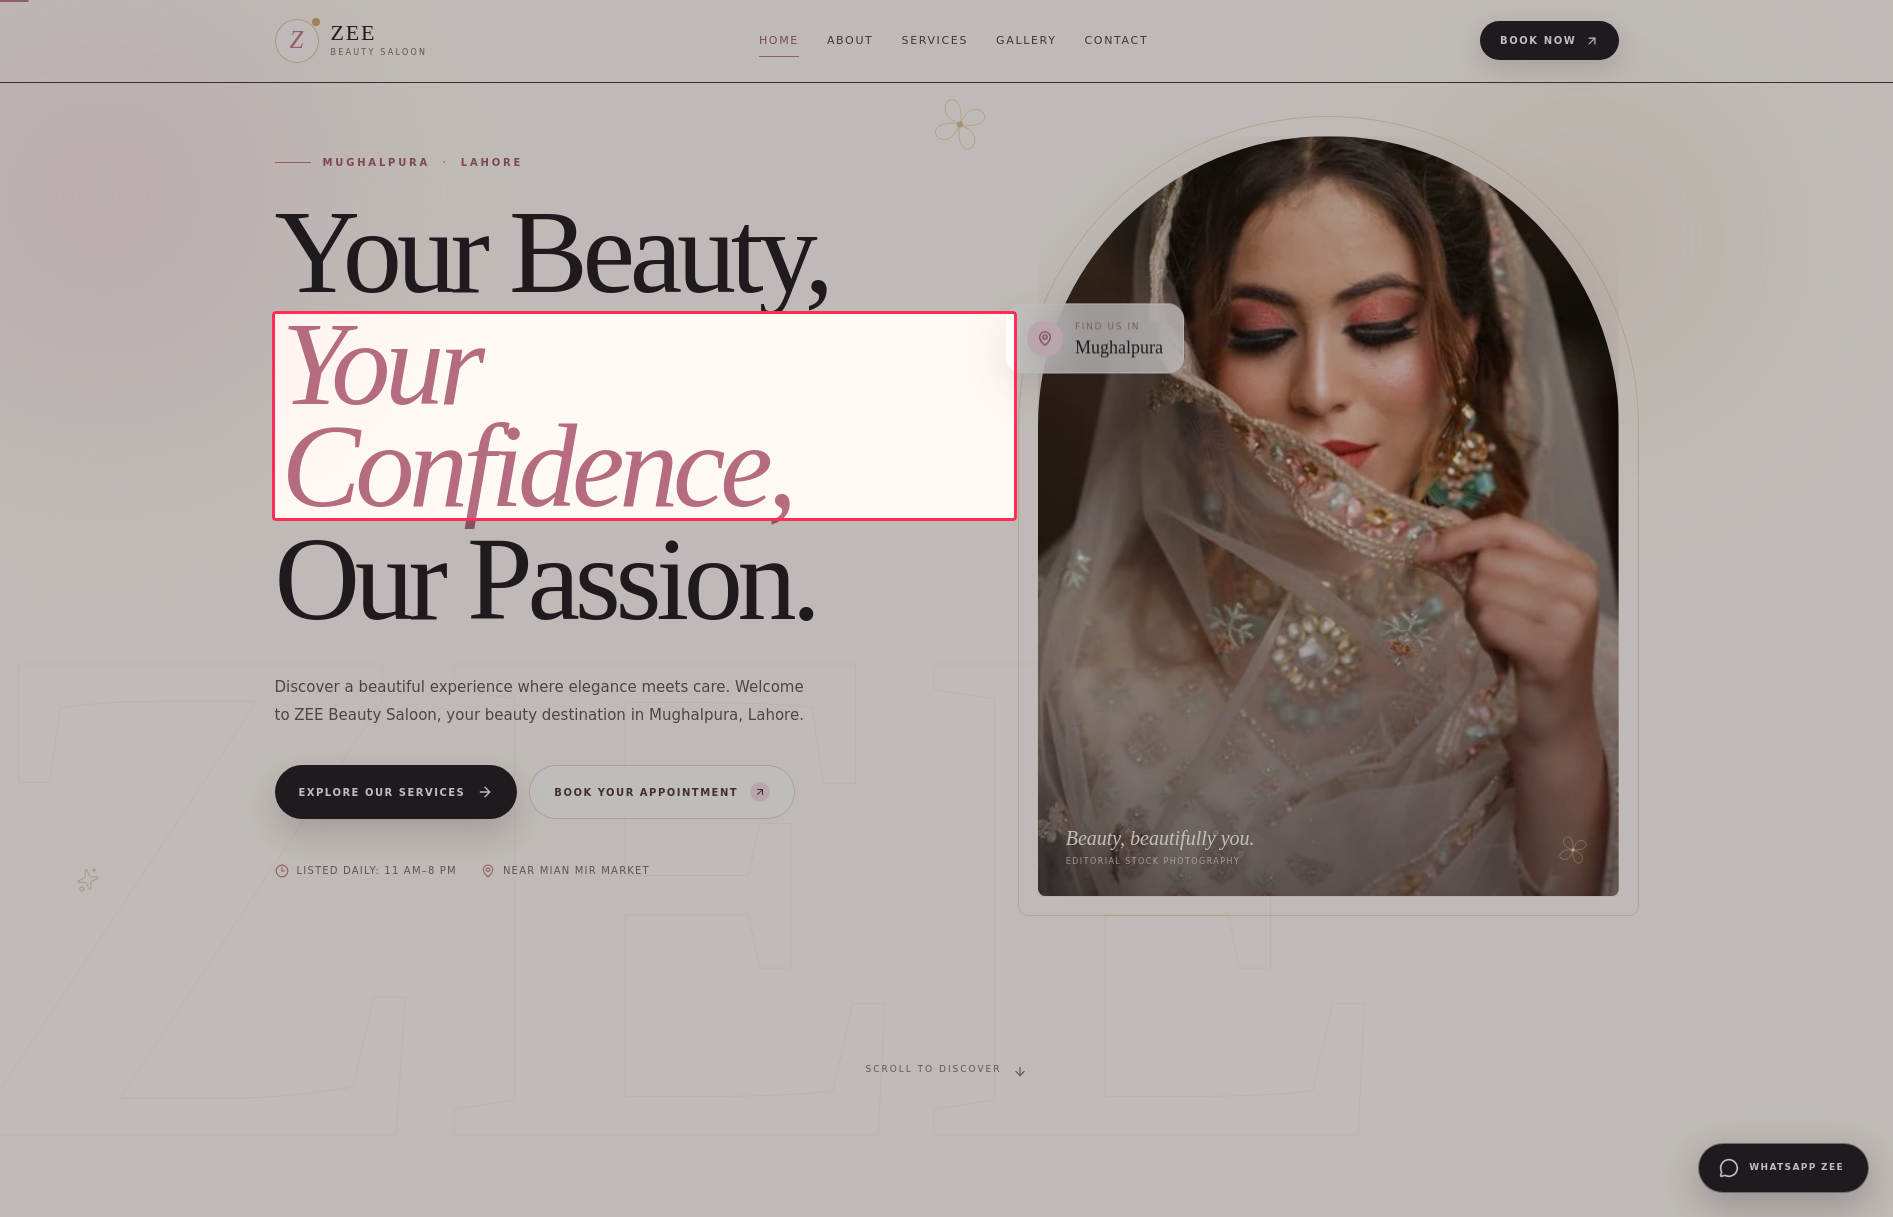 Z
ZEE
BEAUTY SALOON
HOME
ABOUT
SERVICES
GALLERY
CONTACT
BOOK NOW
MUGHALPURA · LAHORE
Your Beauty,
Your
Confidence,
Our Passion.
FIND US IN
Mughalpura
Discover a beautiful experience where elegance meets care. Welcome
to ZEE Beauty Saloon, your beauty destination in Mughalpura, Lahore.
EXPLORE OUR SERVICES
BOOK YOUR APPOINTMENT
LISTED DAILY: 11 AM–8 PM
NEAR MIAN MIR MARKET
Beauty, beautifully you.
EDITORIAL STOCK PHOTOGRAPHY
ZEE
SCROLL TO DISCOVER
WHATSAPP ZEE